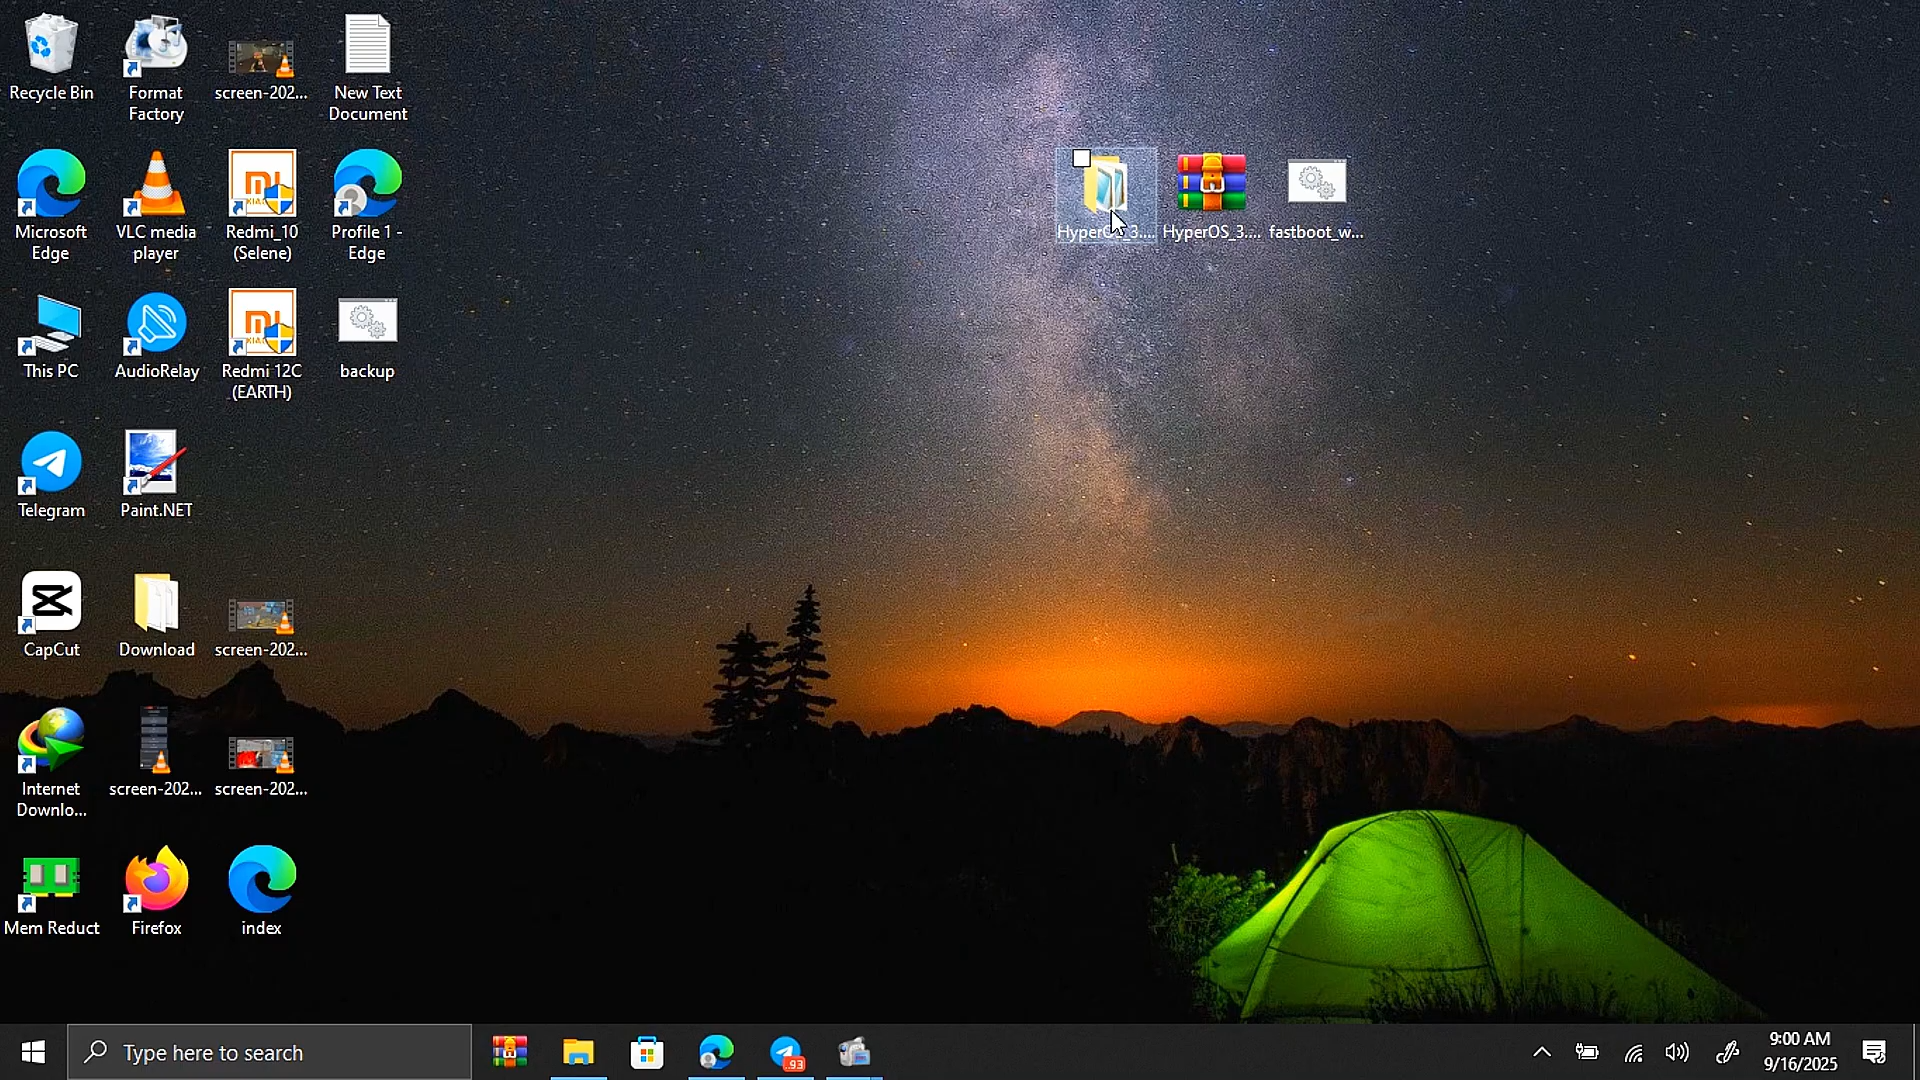 Recycle Bin
Format
Factory
screen-202...
New Text
Document
Microsoft
Edge
VLC media
player
Redmi_10
(Selene)
Profile 1 -
Edge
HyperOS_3....
HyperOS_3....
fastboot_w...
This PC
AudioRelay
Redmi 12C
(EARTH)
backup
Telegram
Paint.NET
CapCut
Download
screen-202...
Internet
Downlo...
screen-202...
screen-202...
Mem Reduct
Firefox
index
Type here to search
93
9:00 AM
9/16/2025